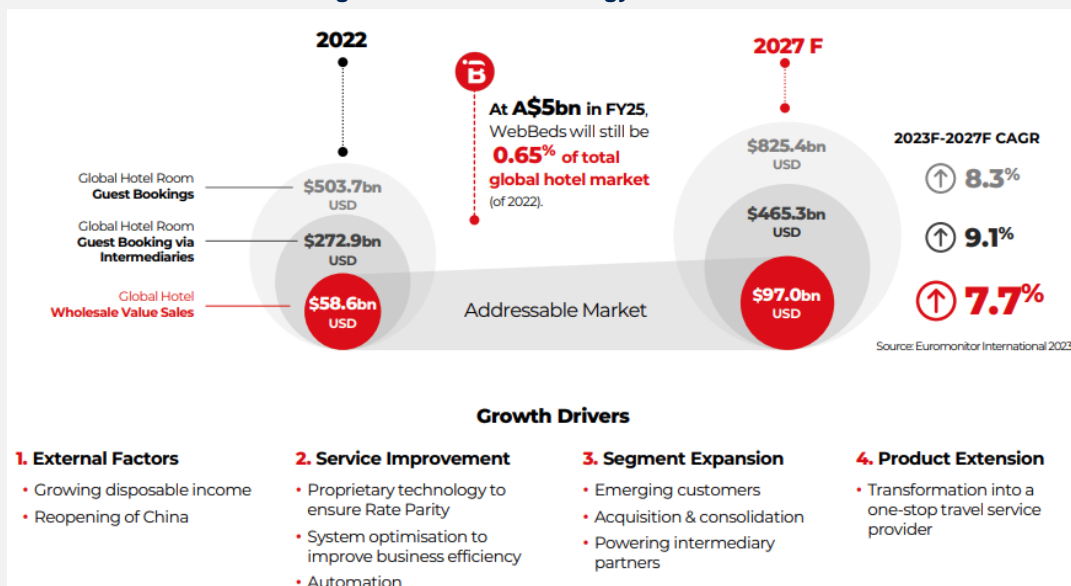 2022
2027 F
B
At A$5bn in FY25,
WebBeds will still be
0.65% of total
global hotel market
(of 2022).
2023F-2027F CAGR
8.3%
9.1%
7.7%
Source: Euromonitor International 2023
Global Hotel Room
Guest Bookings
$503.7bn
USD
Global Hotel Room
Guest Booking via
Intermediaries
$272.9bn
USD
Global Hotel
Wholesale Value Sales
$58.6bn
USD
Addressable Market
$825.4bn
USD
$465.3bn
USD
$97.0bn
USD
Growth Drivers
1. External Factors
• Growing disposable income
• Reopening of China
2. Service Improvement
• Proprietary technology to
ensure Rate Parity
• System optimisation to
improve business efficiency
• Automation
3. Segment Expansion
• Emerging customers
• Acquisition & consolidation
• Powering intermediary
partners
4. Product Extension
• Transformation into a
one-stop travel service
provider